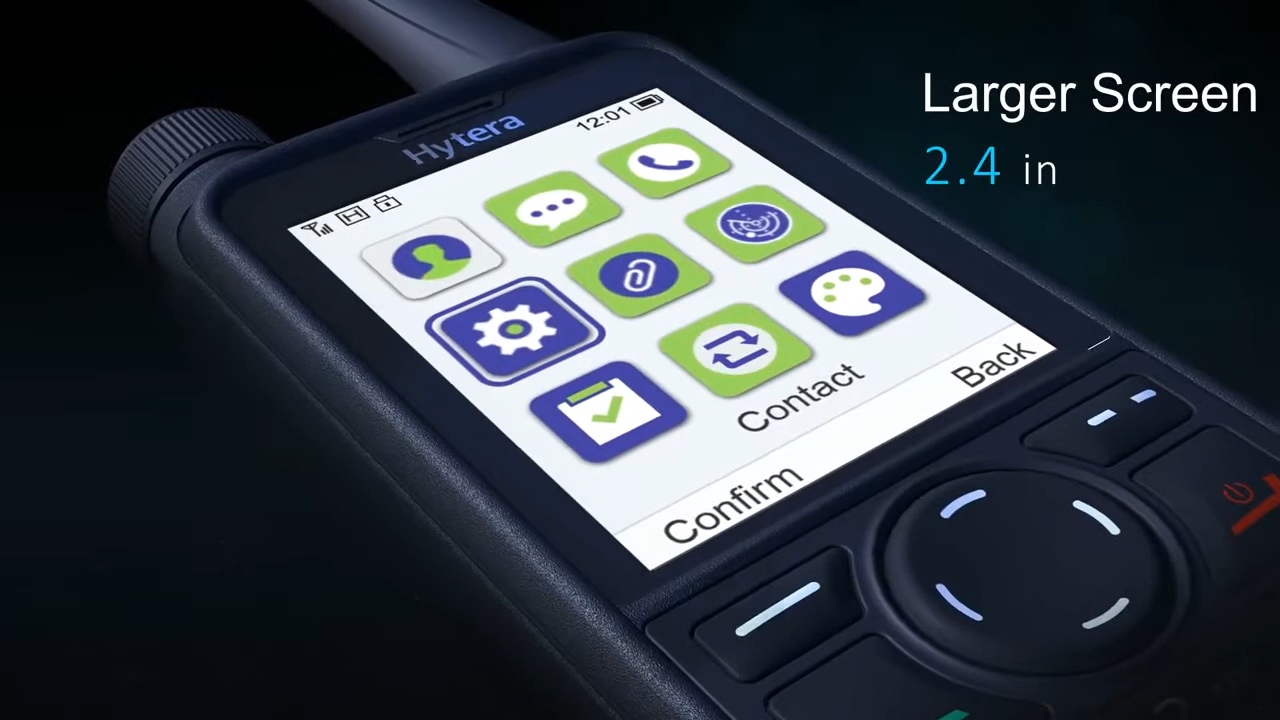 Larger Screen
2.4 in
Hytera
12:01
H
Contact
Confirm
Back